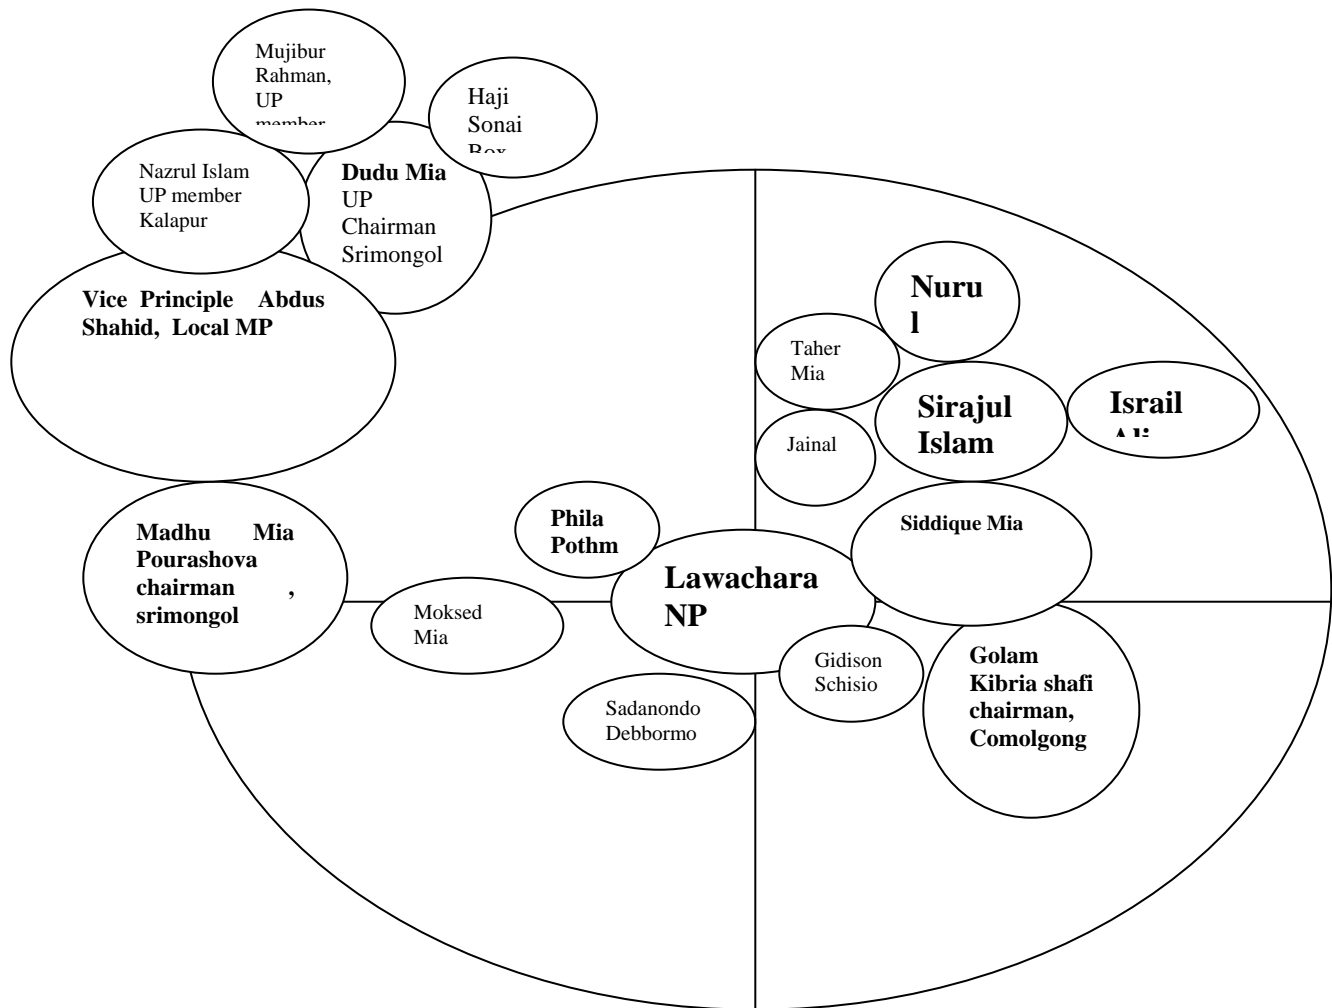 Mujibur
Rahman,
UP
member
Haji
Sonai
Nazrul Islam
UP member
Kalapur
Dudu Mia
UP
Chairman
Srimongol
Vice Principle Abdus
Shahid, Local MP
Nuru
l
Taher
Mia
Sirajul
Islam
Israil
Jainal
Siddique Mia
Phila
Pothm
Madhu Mia
Pourashova
chairman ,
srimongol
Lawachara
NP
Moksed
Mia
Gidison
Schisio
Golam
Kibria shafi
chairman,
Comolgong
Sadanondo
Debbormo